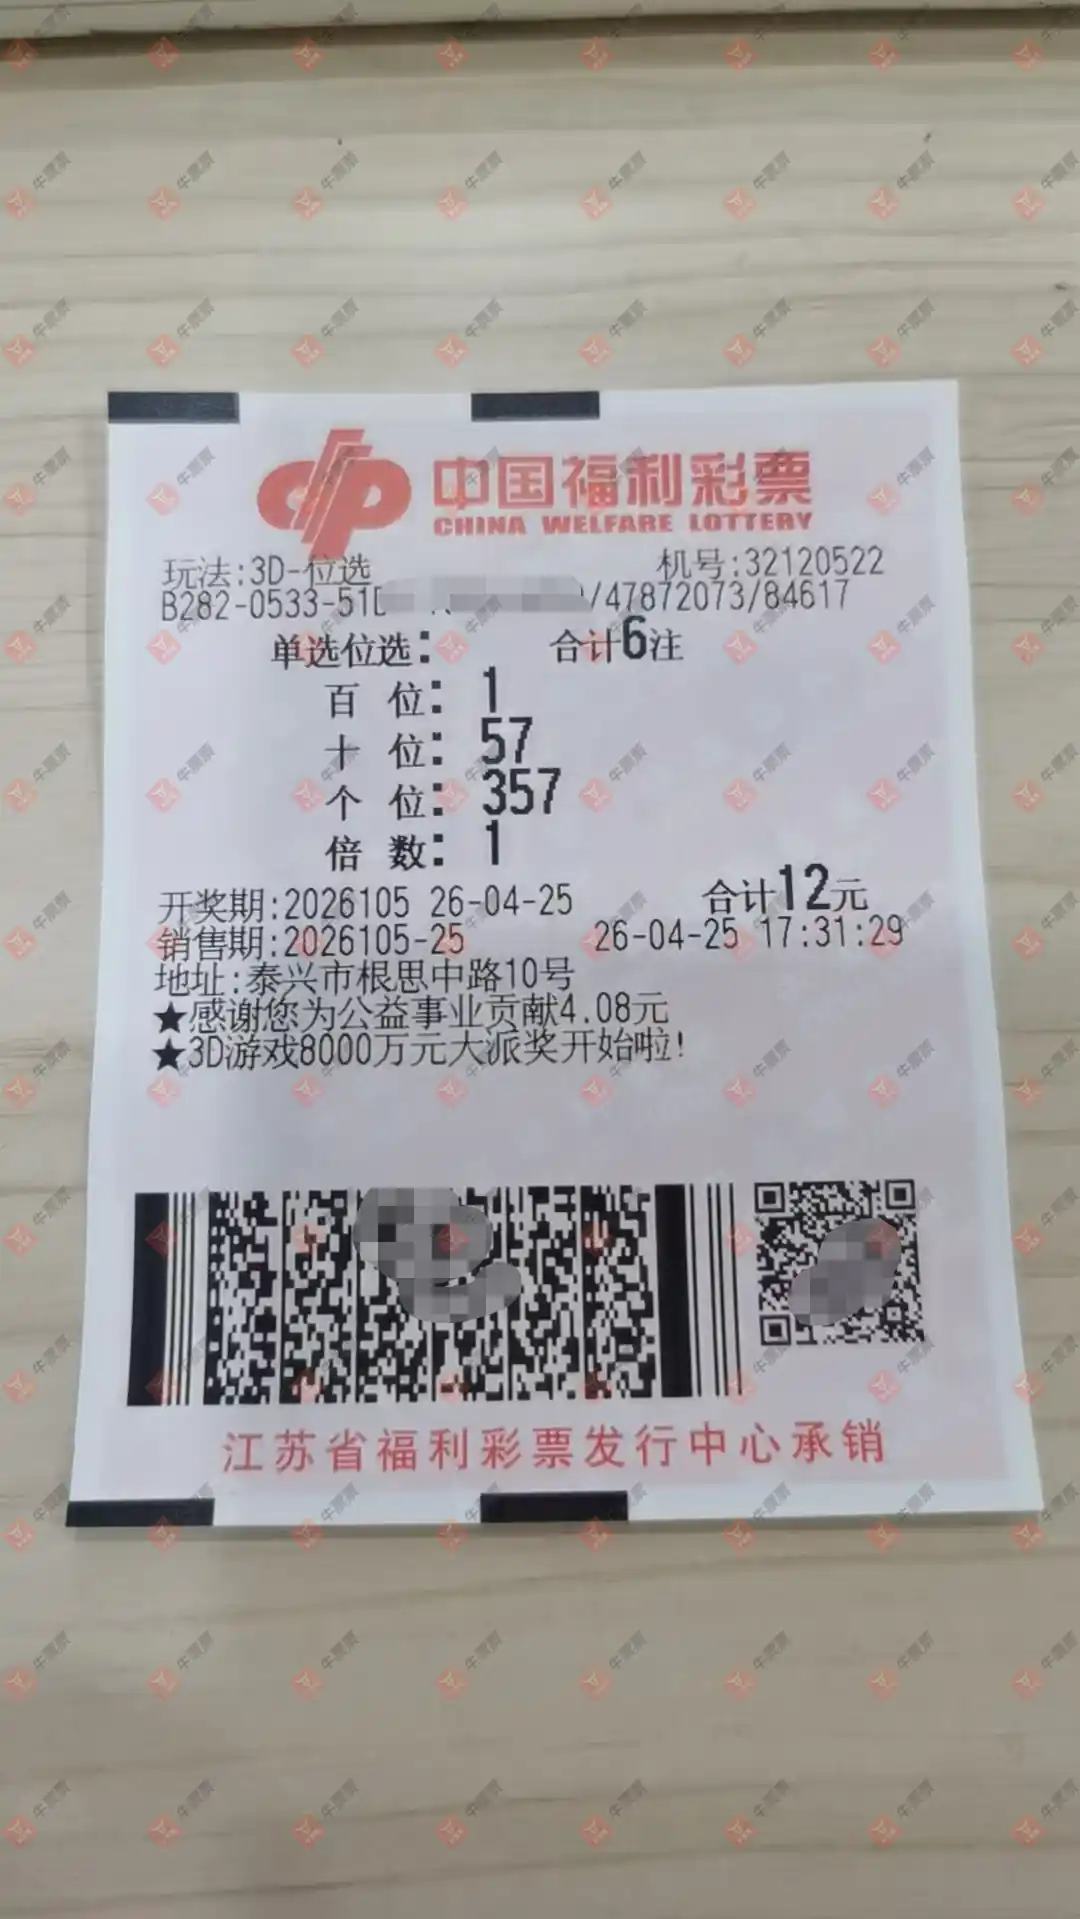 中国福利彩票
CHINA WELFARE LOTTERY
玩法:3D-位选 机号:32120522
B282-0533-51 /47872073/84617
单选位选: 合计6注
百 位: 1
十 位: 57
个 位: 357
倍 数: 1
开奖期:2026105 26-04-25 合计12元
销售期:2026105-25 26-04-25 17:31:29
地址:泰兴市根思中路10号
★感谢您为公益事业贡献4.08元
★3D游戏8000万元大派奖开始啦!
江苏省福利彩票发行中心承销
牛票票